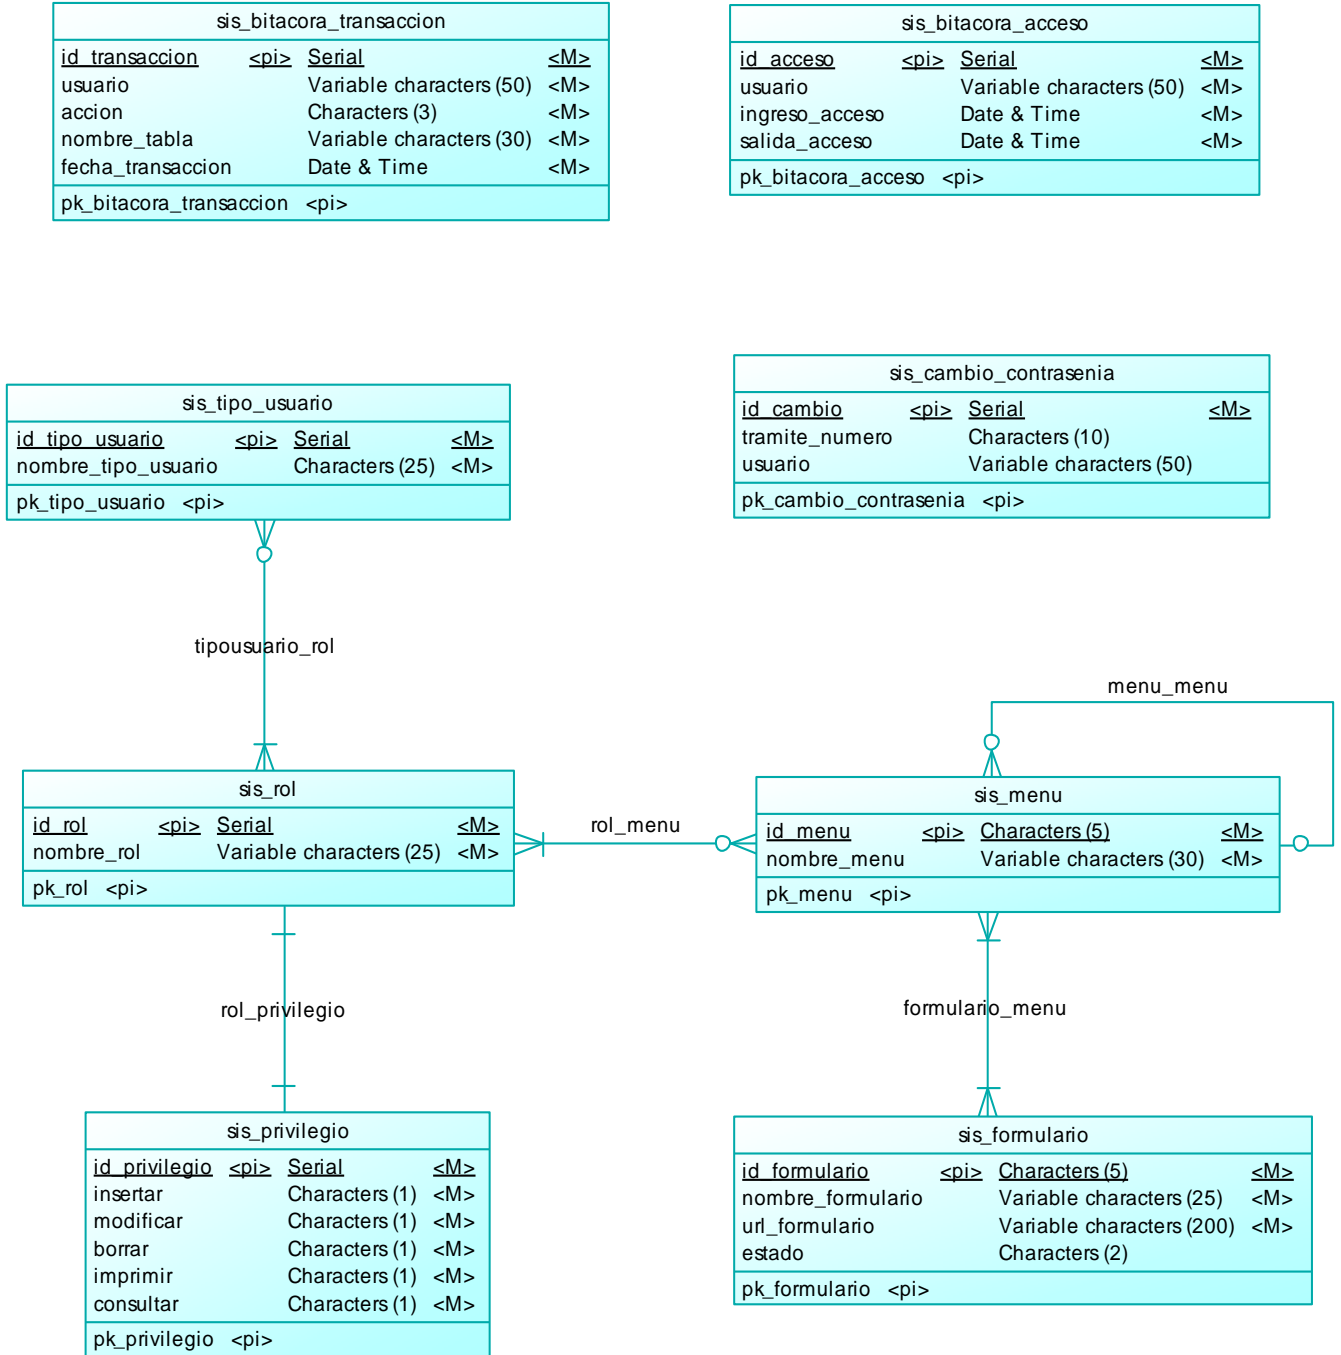 sis_bitacora_transaccion
id_transaccion <pi> Serial <M>
usuario Variable characters (50) <M>
accion Characters (3) <M>
nombre_tabla Variable characters (30) <M>
fecha_transaccion Date & Time <M>
pk_bitacora_transaccion <pi>
sis_bitacora_acceso
id_acceso <pi> Serial <M>
usuario Variable characters (50) <M>
ingreso_acceso Date & Time <M>
salida_acceso Date & Time <M>
pk_bitacora_acceso <pi>
sis_tipo_usuario
id_tipo_usuario <pi> Serial <M>
nombre_tipo_usuario Characters (25) <M>
pk_tipo_usuario <pi>
sis_cambio_contrasenia
id_cambio <pi> Serial <M>
tramite_numero Characters (10)
usuario Variable characters (50)
pk_cambio_contrasenia <pi>
tipousuario_rol
menu_menu
sis_rol
id_rol <pi> Serial <M>
nombre_rol Variable characters (25) <M>
pk_rol <pi>
rol_menu
sis_menu
id_menu <pi> Characters (5) <M>
nombre_menu Variable characters (30) <M>
pk_menu <pi>
rol_privilegio
formulario_menu
sis_privilegio
id_privilegio <pi> Serial <M>
insertar Characters (1) <M>
modificar Characters (1) <M>
borrar Characters (1) <M>
imprimir Characters (1) <M>
consultar Characters (1) <M>
pk_privilegio <pi>
sis_formulario
id_formulario <pi> Characters (5) <M>
nombre_formulario Variable characters (25) <M>
url_formulario Variable characters (200) <M>
estado Characters (2)
pk_formulario <pi>